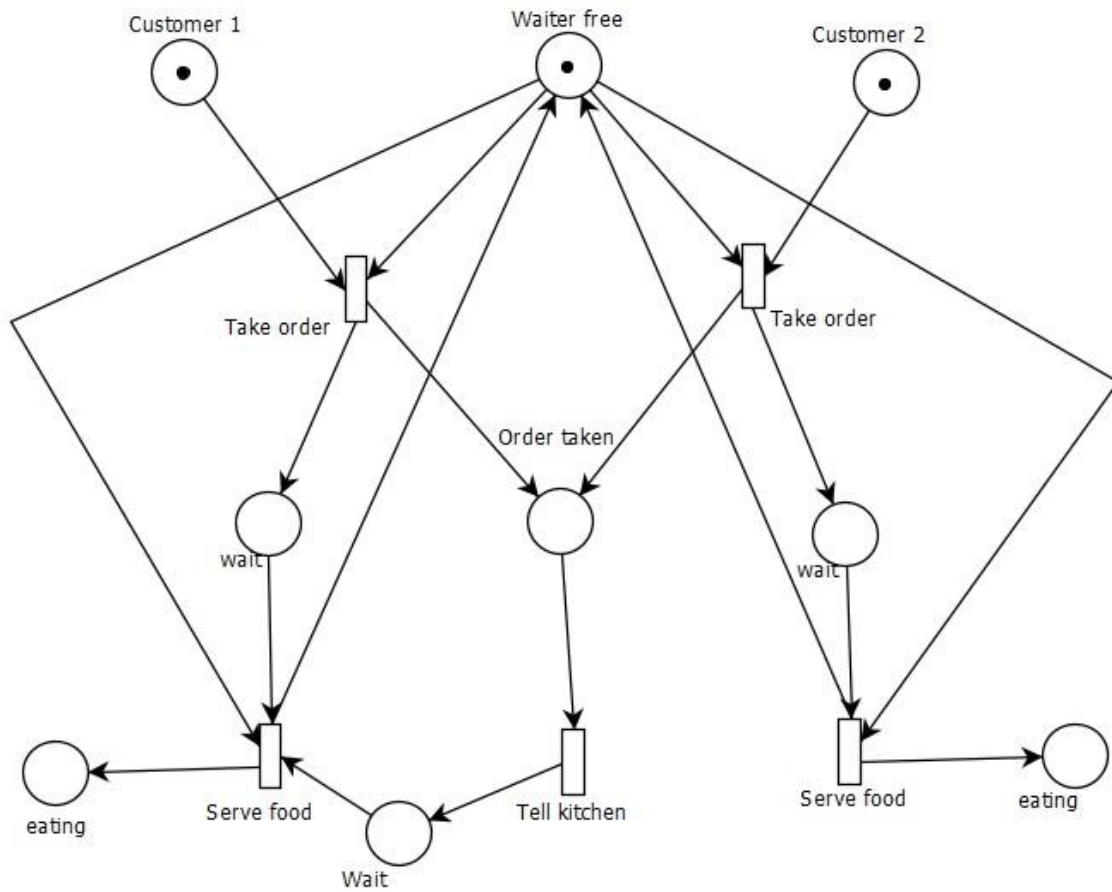 Customer 1
Waiter free
Customer 2
Take order
Take order
Order taken
wait
wait
Serve food
Tell kitchen
Serve food
eating
eating
Wait